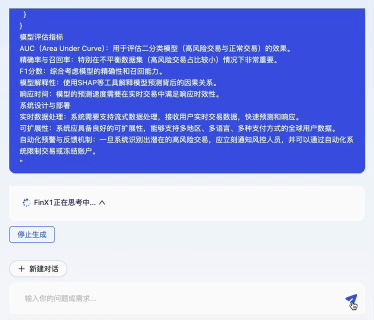 }
}
模型评估指标
AUC（Area Under Curve）：用于评估二分类模型（高风险交易与正常交易）的效果。
精确率与召回率：特别在不平衡数据集（高风险交易占比较小）情况下非常重要。
F1分数：综合考虑模型的精确性和召回能力。
模型解释性：使用SHAP等工具解释模型预测背后的因果关系。
响应时间：模型的预测速度需要在实时交易中满足响应时效性。
系统设计与部署
实时数据处理：系统需要支持流式数据处理，接收用户实时交易数据，快速预测和响应。
可扩展性：系统应具备良好的可扩展性，能够支持多地区、多语言、多种支付方式的全球用户数据。
自动化预警与反馈机制：一旦系统识别出潜在的高风险交易，应立刻通知风控人员，并可以通过自动化系
统限制交易或冻结账户。
"
FinX1正在思考中...
停止生成
+ 新建对话
输入你的问题或需求...